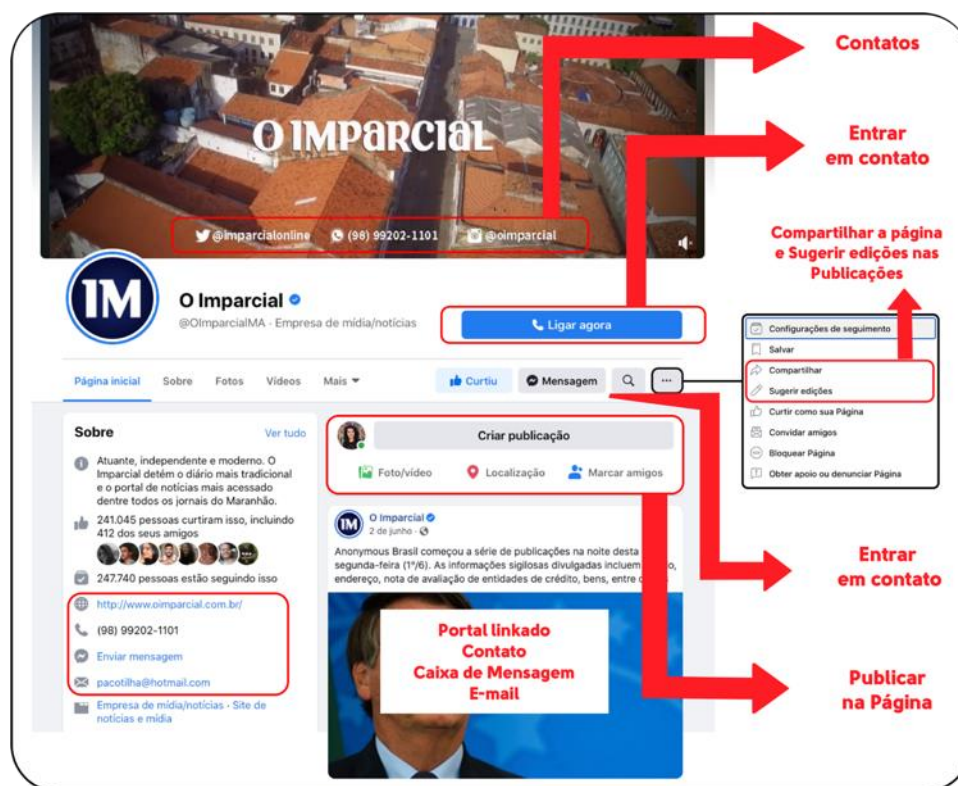 Contatos
O IMPARCIAL
Entrar
em contato
@imparcialonline (98) 99202-1101 @oimparcial
Compartilhar a página
e Sugerir edições nas
Publicações
1M
O Imparcial
@OImparcialMA · Empresa de mídia/notícias
Ligar agora
Configurações de seguimento
Salvar
Compartilhar
Sugerir edições
Curtir como sua Página
Convidar amigos
Bloquear Página
Obter apoio ou denunciar Página
Página inicial Sobre Fotos Vídeos Mais
Curtiu Mensagem ...
Sobre Ver tudo
Atuante, independente e moderno. O
Imparcial detém o diário mais tradicional
e o portal de notícias mais acessado
dentre todos os jornais do Maranhão.
241.045 pessoas curtiram isso, incluindo
412 dos seus amigos
247.740 pessoas estão seguindo isso
http://www.oimparcial.com.br/
(98) 99202-1101
Enviar mensagem
pacotilha@hotmail.com
Empresa de mídia/notícias · Site de
notícias e mídia
Criar publicação
Foto/vídeo Localização Marcar amigos
1M
O Imparcial
2 de junho ·
Anonymous Brasil começou a série de publicações na noite desta
segunda-feira (1º/6). As informações sigilosas divulgadas incluem
endereço, nota de avaliação de entidades de crédito, bens, entre
Portal linkado
Contato
Caixa de Mensagem
E-mail
Entrar
em contato
Publicar
na Página